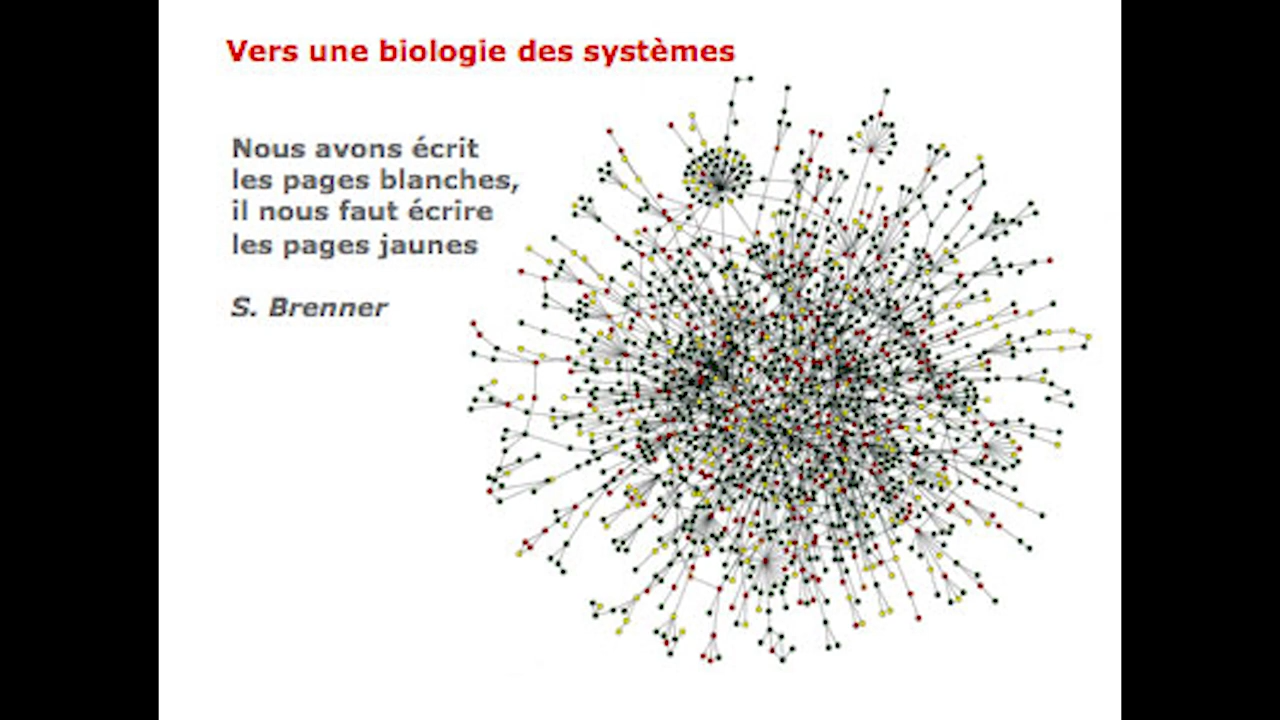 Vers une biologie des systèmes
Nous avons écrit
les pages blanches,
il nous faut écrire
les pages jaunes
S. Brenner